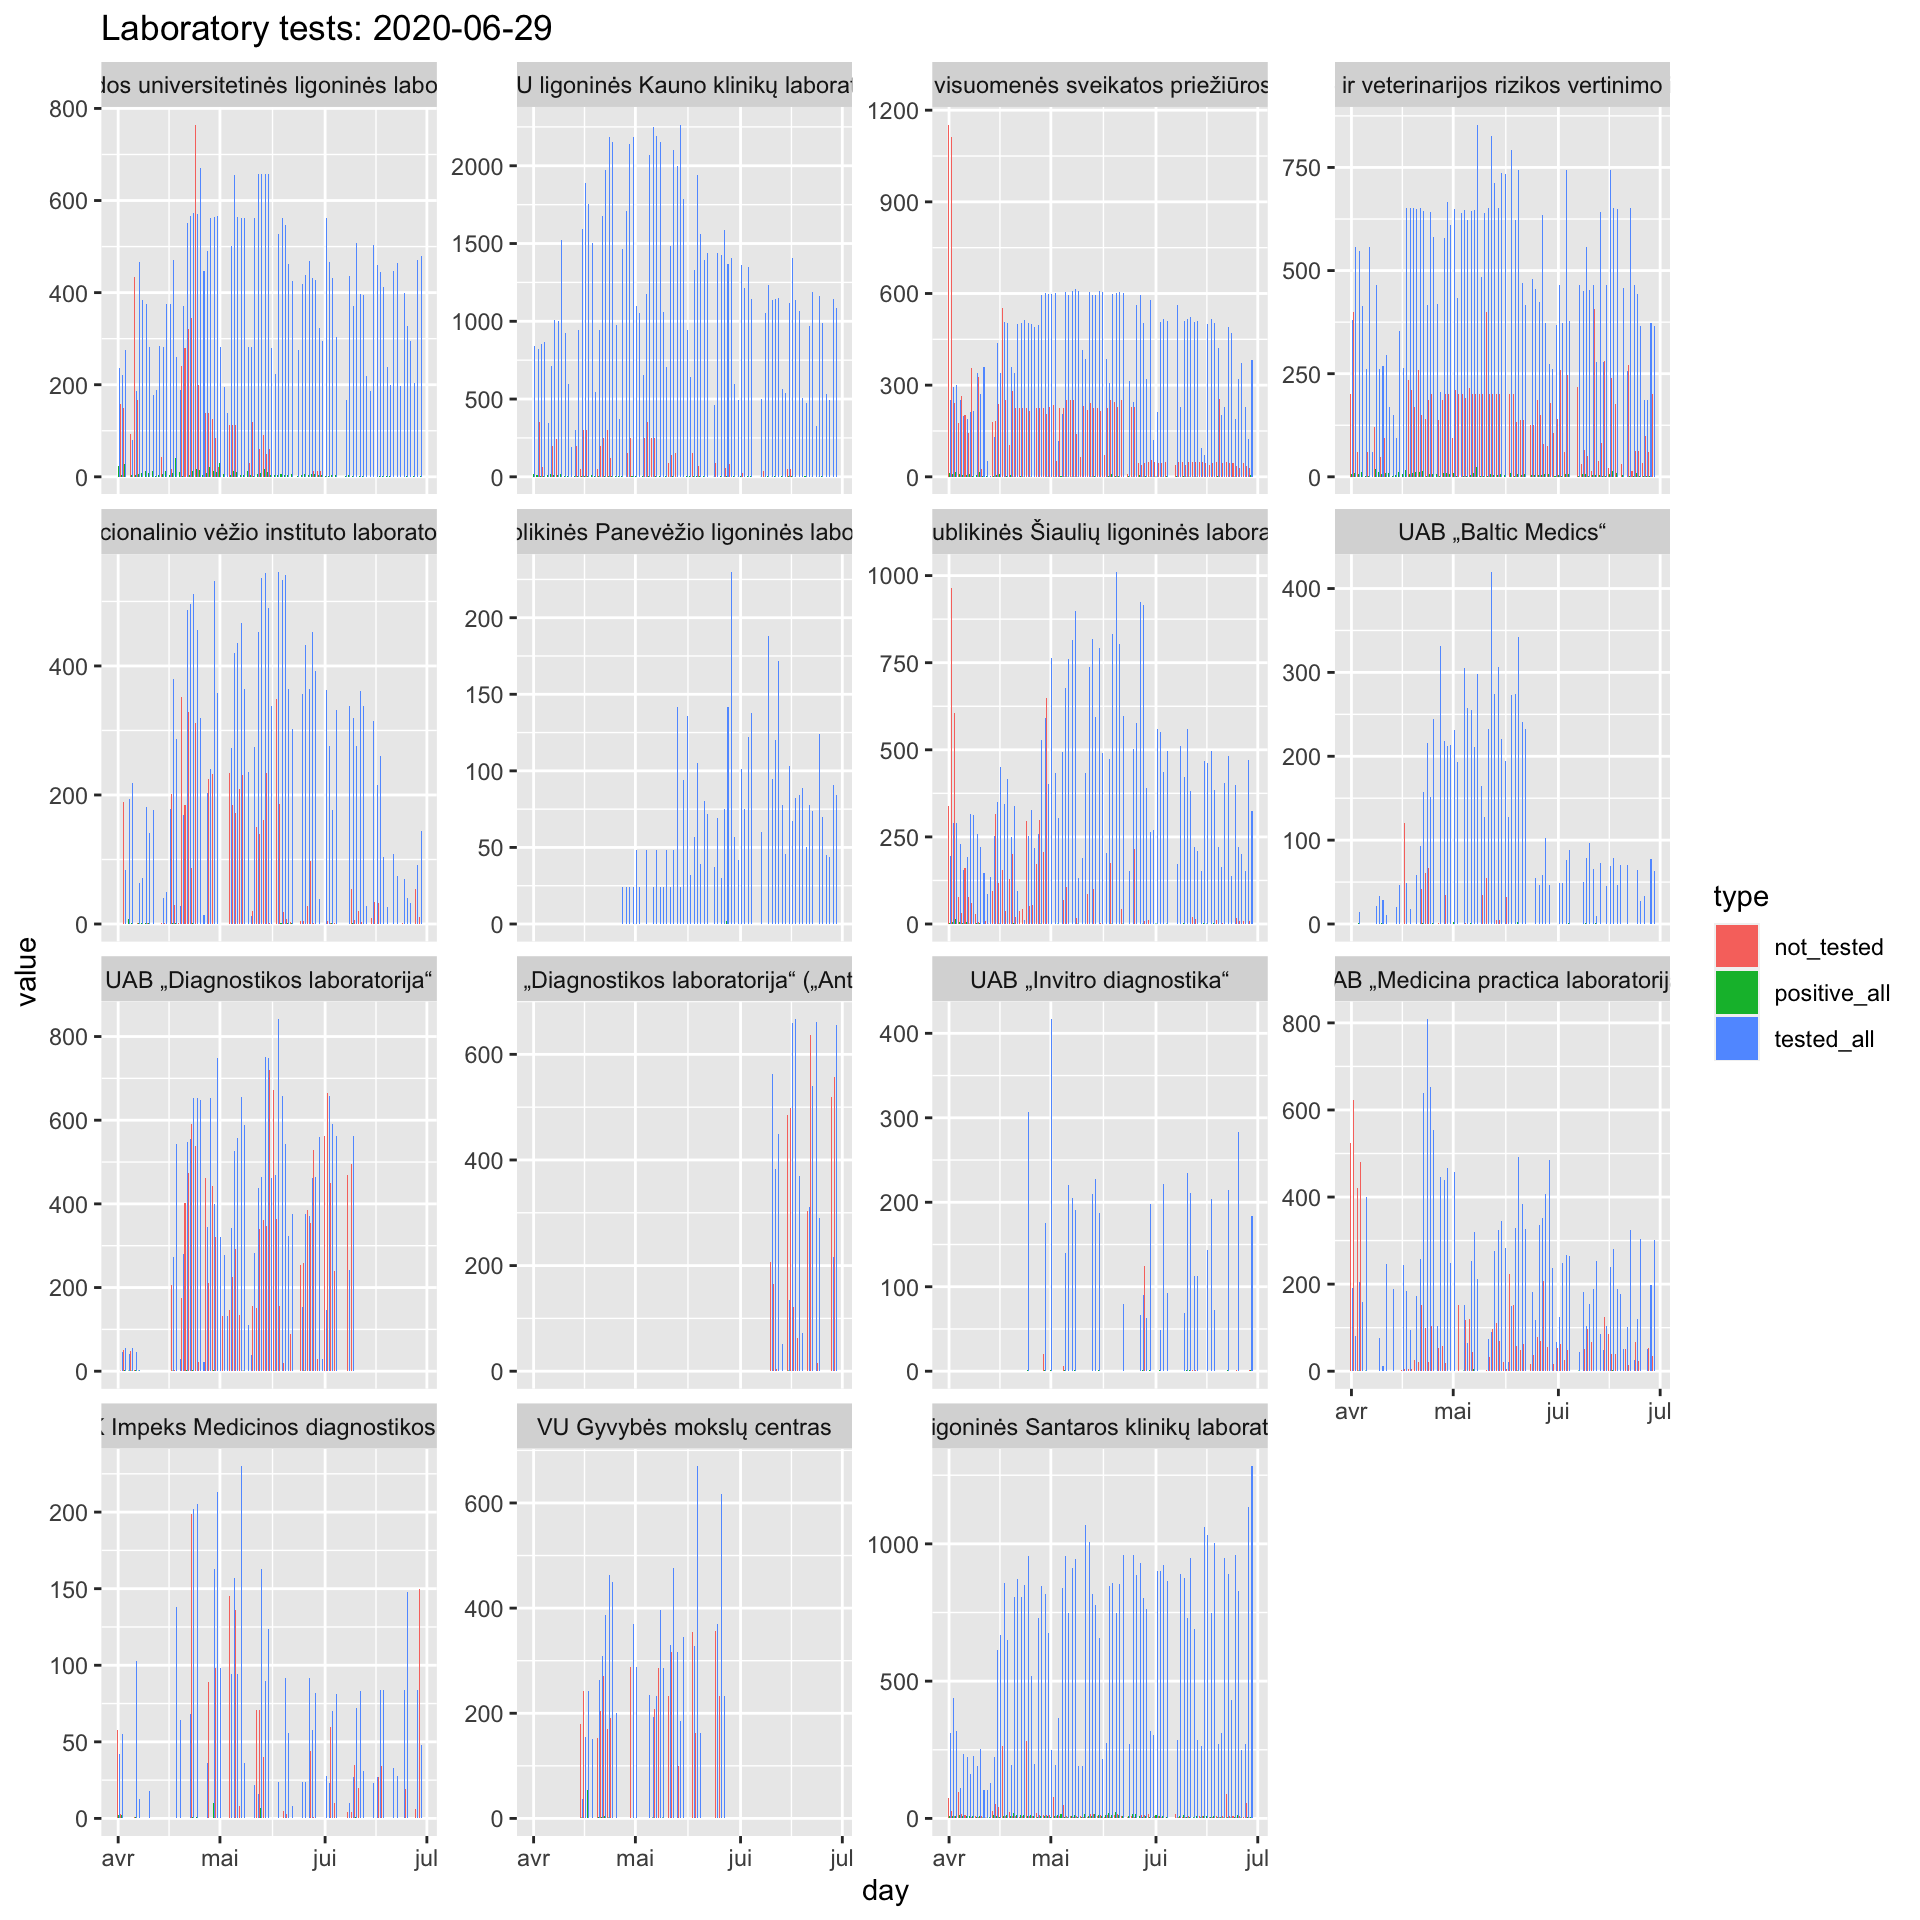 Laboratory tests: 2020-06-29
dos universitetinės ligoninės labo
U ligoninės Kauno klinikų laborat
visuomenės sveikatos priežiūros
ir veterinarijos rizikos vertinimo
800
600
400
200
0
2000
1500
1000
500
0
1200
900
600
300
0
750
500
250
0
cionalinio vėžio instituto laborato
blikinės Panevėžio ligoninės labo
ublikinės Šiaulių ligoninės labora
UAB „Baltic Medics“
400
200
0
200
150
100
50
0
1000
750
500
250
0
400
300
200
100
0
UAB „Diagnostikos laboratorija“
„Diagnostikos laboratorija“ („Ant
UAB „Invitro diagnostika“
AB „Medicina practica laboratorij
800
600
400
200
0
600
400
200
0
400
300
200
100
0
800
600
400
200
0
avr mai jui jul
K Impeks Medicinos diagnostikos
VU Gyvybės mokslų centras
igoninės Santaros klinikų laborat
200
150
100
50
0
600
400
200
0
1000
500
0
avr mai jui jul
avr mai jui jul
avr mai jui jul
day
value
type
not_tested
positive_all
tested_all